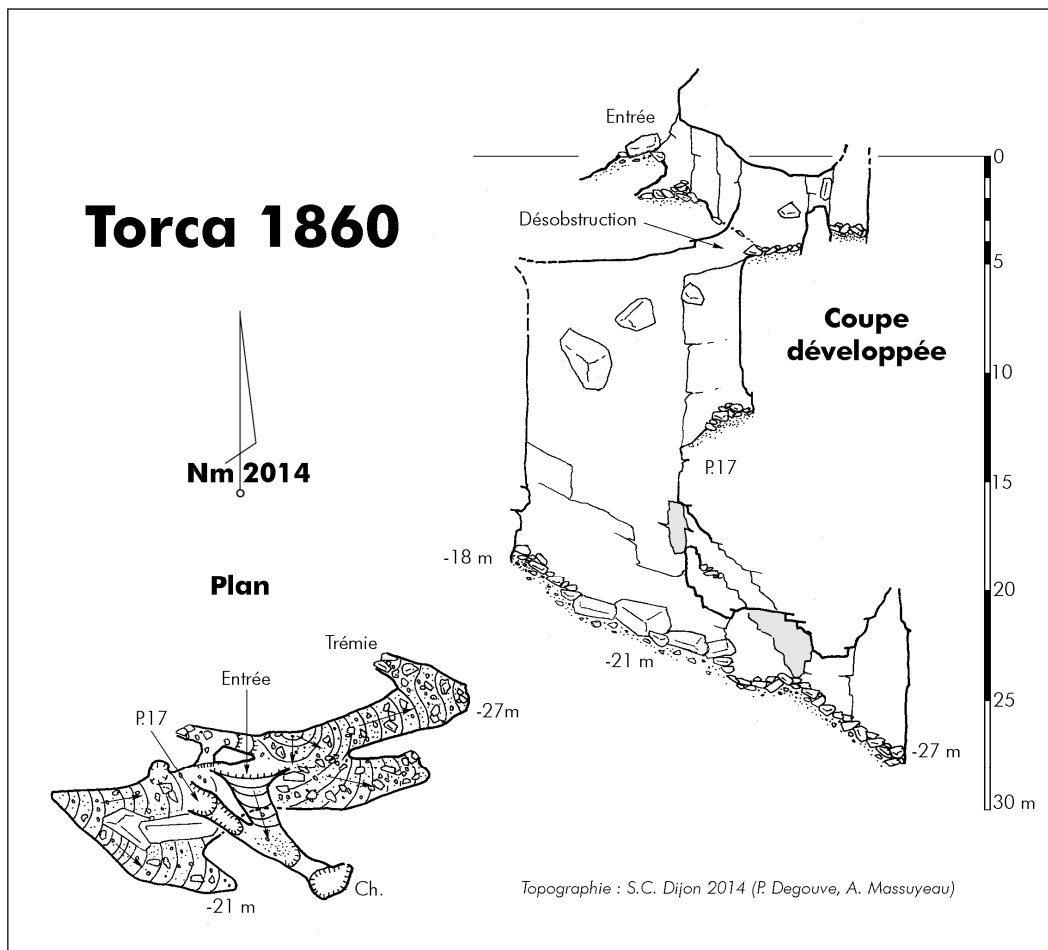 Torca 1860
Nm 2014
Entrée
Désobstruction
Coupe
développée
0
5
10
15
20
25
30 m
P.17
-18 m
-21 m
-27 m
Plan
Trémie
Entrée
P.17
-27m
-21 m
Ch.
Topographie : S.C. Dijon 2014 (P. Degouve, A. Massuyeau)